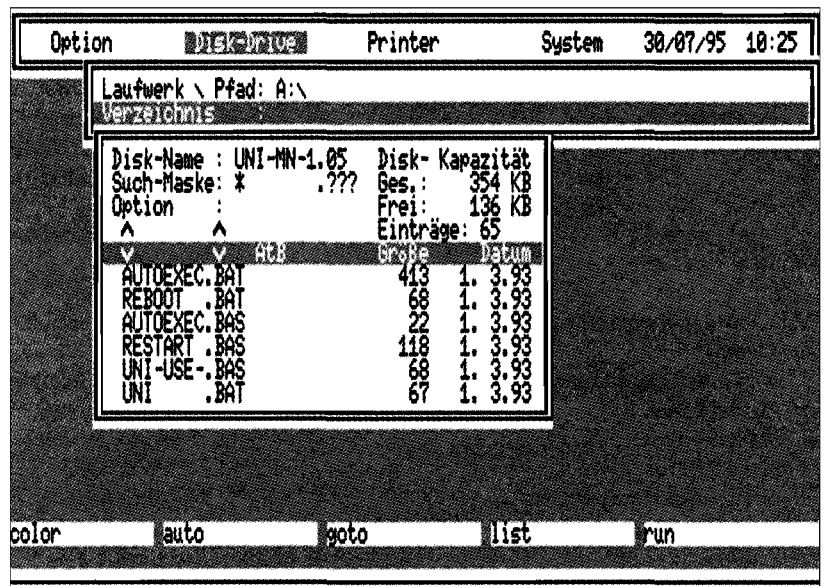 Option Disk-Drive Printer System 30/07/95 10:25
Laufwerk \ Pfad: A:\
Verzeichnis :
Disk-Name : UNI-MN-1.05 Disk- Kapazität
Such-Maske: * .??? Ges.: 354 KB
Option : Frei: 136 KB
^ ^ Einträge: 65
v v AtB Größe Datum
AUTOEXEC.BAT 413 1. 3.93
REBOOT .BAT 68 1. 3.93
AUTOEXEC.BAS 22 1. 3.93
RESTART .BAS 118 1. 3.93
UNI-USE-.BAS 68 1. 3.93
UNI .BAT 67 1. 3.93
color auto goto list run